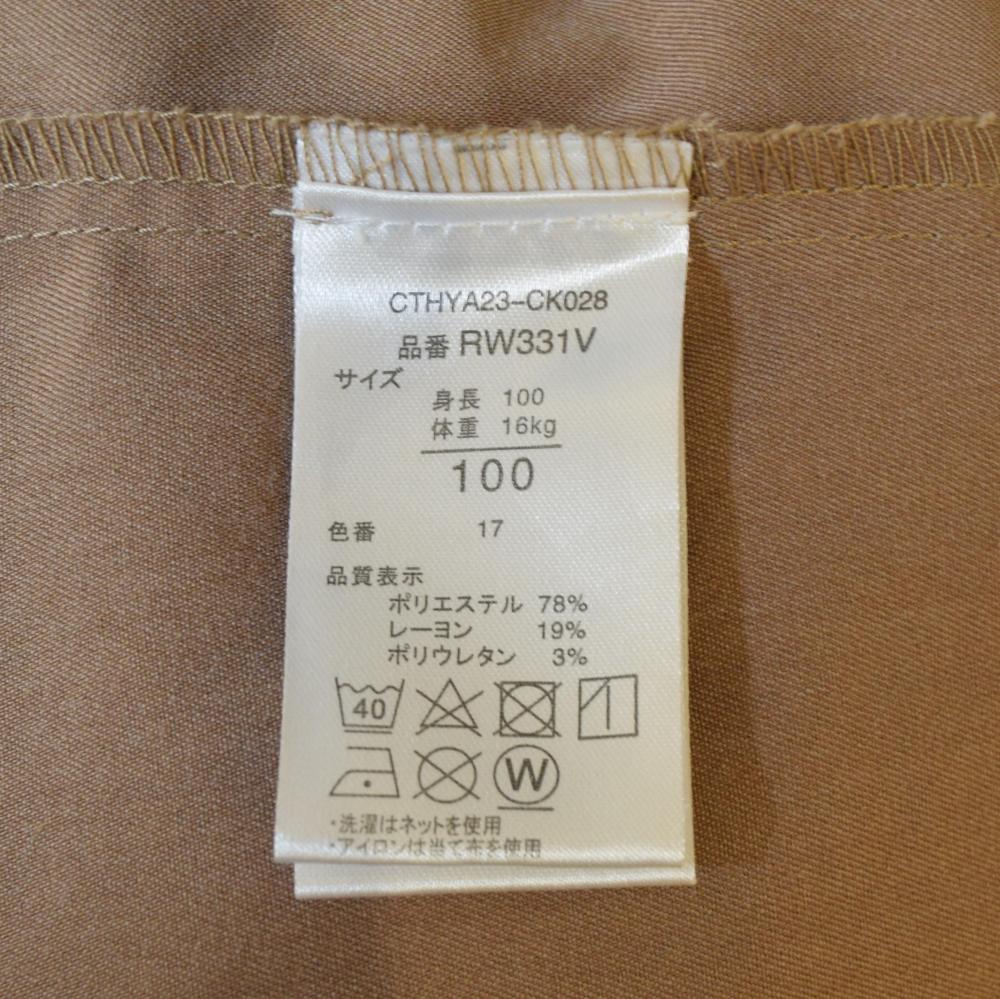 CTHYA23-CK028
品番 RW331V
サイズ
身長 100
体重 16kg
100
色番 17
品質表示
ポリエステル 78%
レーヨン 19%
ポリウレタン 3%
40
W
・洗濯はネットを使用
・アイロンは当て布を使用